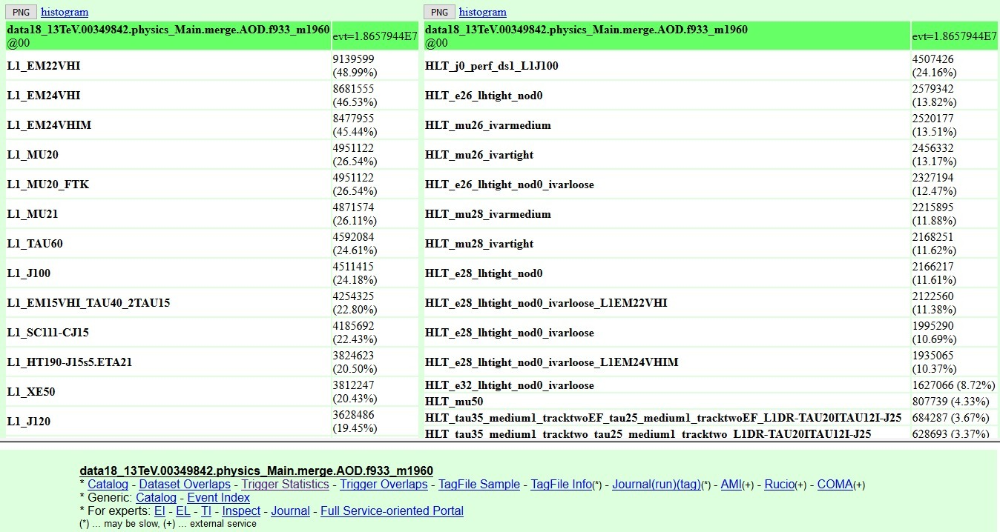 PNG histogram
data18_13TeV.00349842.physics_Main.merge.AOD.f933_m1960
@00
evt=1.8657944E7
L1_EM22VHI
9139599
(48.99%)
L1_EM24VHI
8681555
(46.53%)
L1_EM24VHIM
8477955
(45.44%)
L1_MU20
4951122
(26.54%)
L1_MU20_FTK
4951122
(26.54%)
L1_MU21
4871574
(26.11%)
L1_TAU60
4592084
(24.61%)
L1_J100
4511415
(24.18%)
L1_EM15VHI_TAU40_2TAU15
4254325
(22.80%)
L1_SC111-CJ15
4185692
(22.43%)
L1_HT190-J15s5.ETA21
3824623
(20.50%)
L1_XE50
3812247
(20.43%)
L1_J120
3628486
(19.45%)
PNG histogram
data18_13TeV.00349842.physics_Main.merge.AOD.f933_m1960
@00
evt=1.8657944E7
HLT_j0_perf_ds1_L1J100
4507426
(24.16%)
HLT_e26_lhtight_nod0
2579342
(13.82%)
HLT_mu26_ivarmedium
2520177
(13.51%)
HLT_mu26_ivartight
2456332
(13.17%)
HLT_e26_lhtight_nod0_ivarloose
2327194
(12.47%)
HLT_mu28_ivarmedium
2215895
(11.88%)
HLT_mu28_ivartight
2168251
(11.62%)
HLT_e28_lhtight_nod0
2166217
(11.61%)
HLT_e28_lhtight_nod0_ivarloose_L1EM22VHI
2122560
(11.38%)
HLT_e28_lhtight_nod0_ivarloose
1995290
(10.69%)
HLT_e28_lhtight_nod0_ivarloose_L1EM24VHIM
1935065
(10.37%)
HLT_e32_lhtight_nod0_ivarloose 1627066 (8.72%)
HLT_mu50 807739 (4.33%)
HLT_tau35_medium1_tracktwoEF_tau25_medium1_tracktwoEF_L1DR-TAU20ITAU12I-J25 684287 (3.67%)
HLT_tau35_medium1_tracktwo_tau25_medium1_tracktwo_L1DR-TAU20ITAU12I-J25 628693 (3.37%)
data18_13TeV.00349842.physics_Main.merge.AOD.f933_m1960
* Catalog - Dataset Overlaps - Trigger Statistics - Trigger Overlaps - TagFile Sample - TagFile Info(*) - Journal(run)(tag)(*) - AMI(+) - Rucio(+) - COMA(+)
* Generic: Catalog - Event Index
* For experts: EI - EL - TI - Inspect - Journal - Full Service-oriented Portal
(*) ... may be slow, (+) ... external service